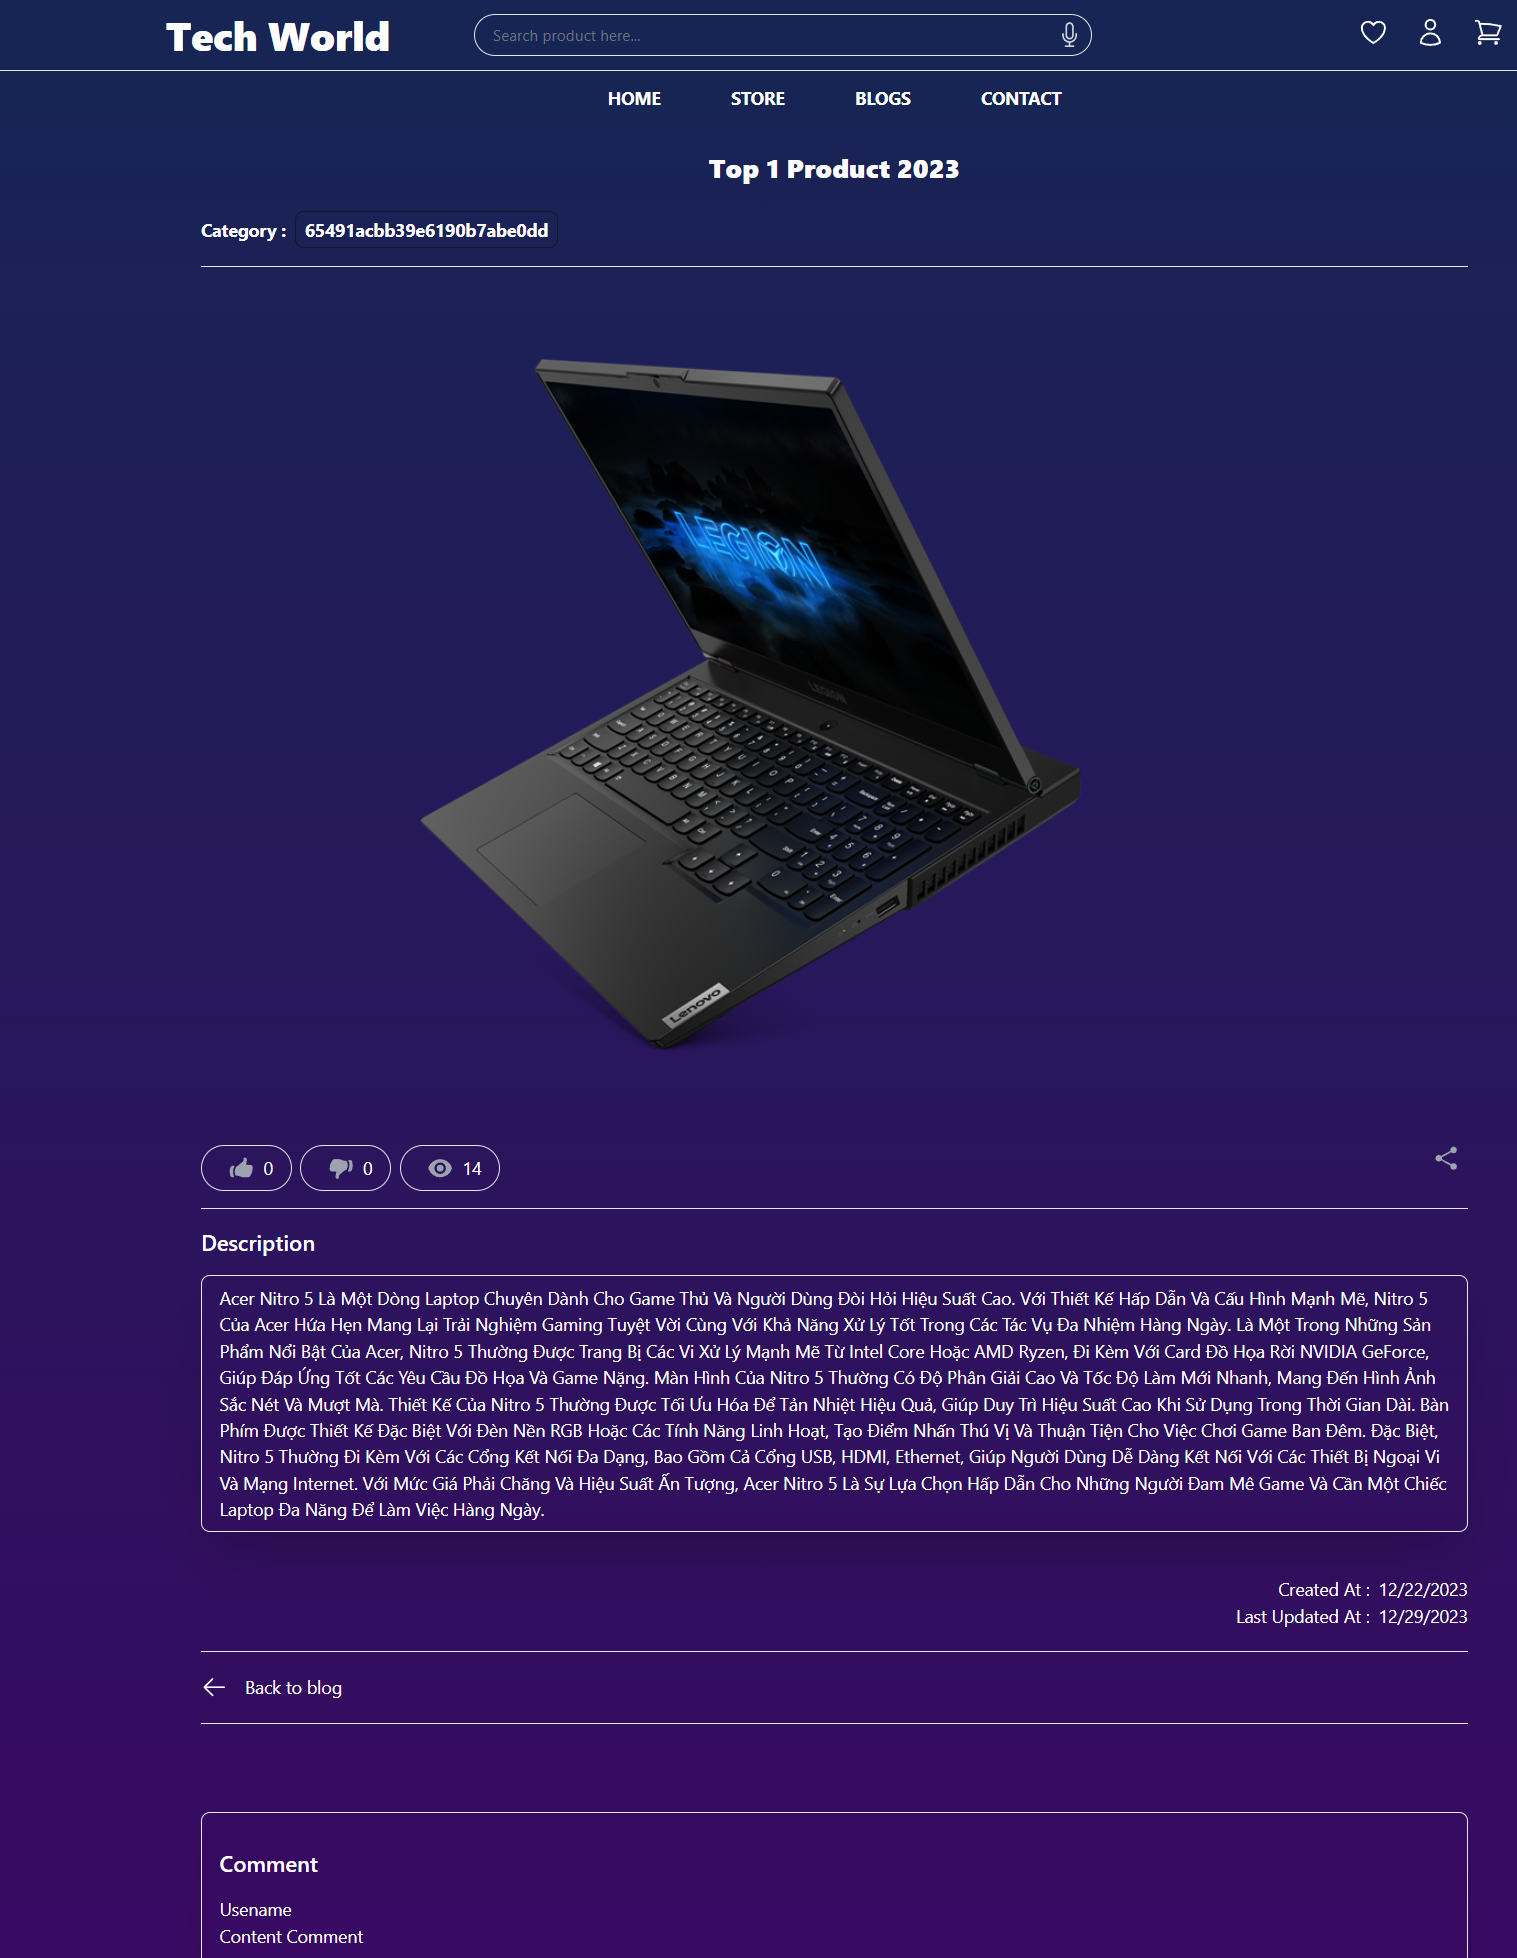 Tech World
Search product here...
HOME STORE BLOGS CONTACT
Top 1 Product 2023
Category : 65491acbb39e6190b7abe0dd
LEGION
LEGION
Lenovo
0 0 14
Description
Acer Nitro 5 Là Một Dòng Laptop Chuyên Dành Cho Game Thủ Và Người Dùng Đòi Hỏi Hiệu Suất Cao. Với Thiết Kế Hấp Dẫn Và Cấu Hình Mạnh Mẽ, Nitro 5
Của Acer Hứa Hẹn Mang Lại Trải Nghiệm Gaming Tuyệt Vời Cùng Với Khả Năng Xử Lý Tốt Trong Các Tác Vụ Đa Nhiệm Hàng Ngày. Là Một Trong Những Sản
Phẩm Nổi Bật Của Acer, Nitro 5 Thường Được Trang Bị Các Vi Xử Lý Mạnh Mẽ Từ Intel Core Hoặc AMD Ryzen, Đi Kèm Với Card Đồ Họa Rời NVIDIA GeForce,
Giúp Đáp Ứng Tốt Các Yêu Cầu Đồ Họa Và Game Nặng. Màn Hình Của Nitro 5 Thường Có Độ Phân Giải Cao Và Tốc Độ Làm Mới Nhanh, Mang Đến Hình Ảnh
Sắc Nét Và Mượt Mà. Thiết Kế Của Nitro 5 Thường Được Tối Ưu Hóa Để Tản Nhiệt Hiệu Quả, Giúp Duy Trì Hiệu Suất Cao Khi Sử Dụng Trong Thời Gian Dài. Bàn
Phím Được Thiết Kế Đặc Biệt Với Đèn Nền RGB Hoặc Các Tính Năng Linh Hoạt, Tạo Điểm Nhấn Thú Vị Và Thuận Tiện Cho Việc Chơi Game Ban Đêm. Đặc Biệt,
Nitro 5 Thường Đi Kèm Với Các Cổng Kết Nối Đa Dạng, Bao Gồm Cả Cổng USB, HDMI, Ethernet, Giúp Người Dùng Dễ Dàng Kết Nối Với Các Thiết Bị Ngoại Vi
Và Mạng Internet. Với Mức Giá Phải Chăng Và Hiệu Suất Ấn Tượng, Acer Nitro 5 Là Sự Lựa Chọn Hấp Dẫn Cho Những Người Đam Mê Game Và Cần Một Chiếc
Laptop Đa Năng Để Làm Việc Hàng Ngày.
Created At : 12/22/2023
Last Updated At : 12/29/2023
Back to blog
Comment
Usename
Content Comment